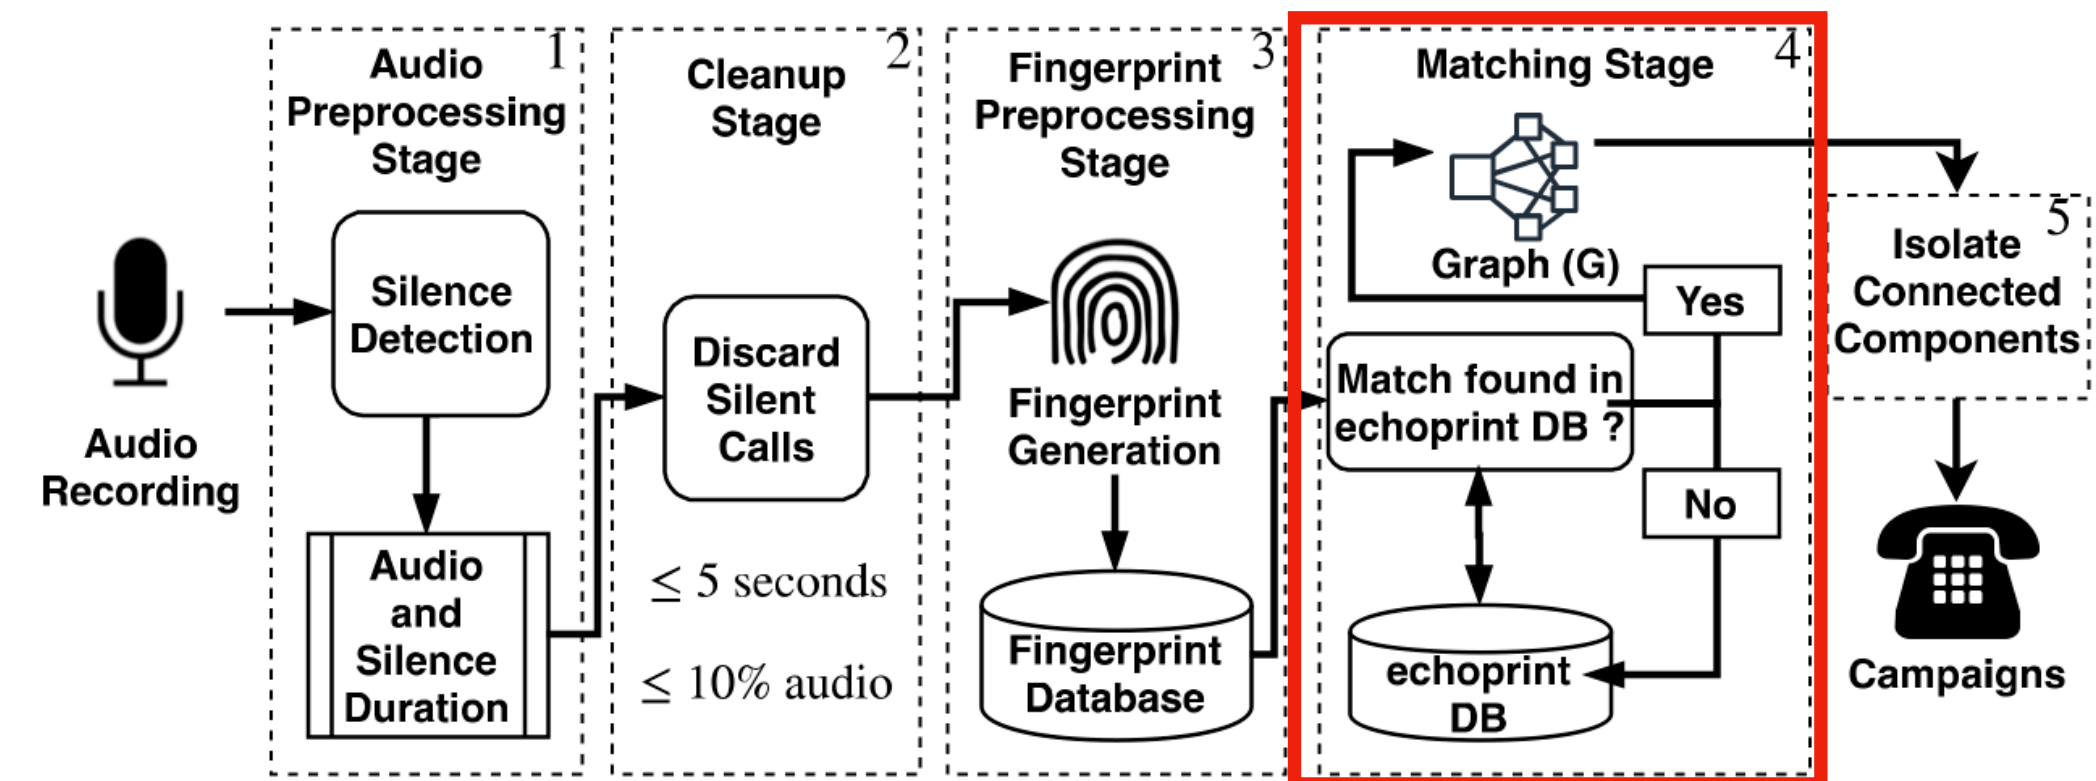 Audio
Recording
1
Audio
Preprocessing
Stage
Silence
Detection
Audio
and
Silence
Duration
2
Cleanup
Stage
Discard
Silent
Calls
≤ 5 seconds
≤ 10% audio
3
Fingerprint
Preprocessing
Stage
Fingerprint
Generation
Fingerprint
Database
4
Matching Stage
Graph (G)
Yes
Match found in
echoprint DB ?
No
echoprint
DB
5
Isolate
Connected
Components
Campaigns